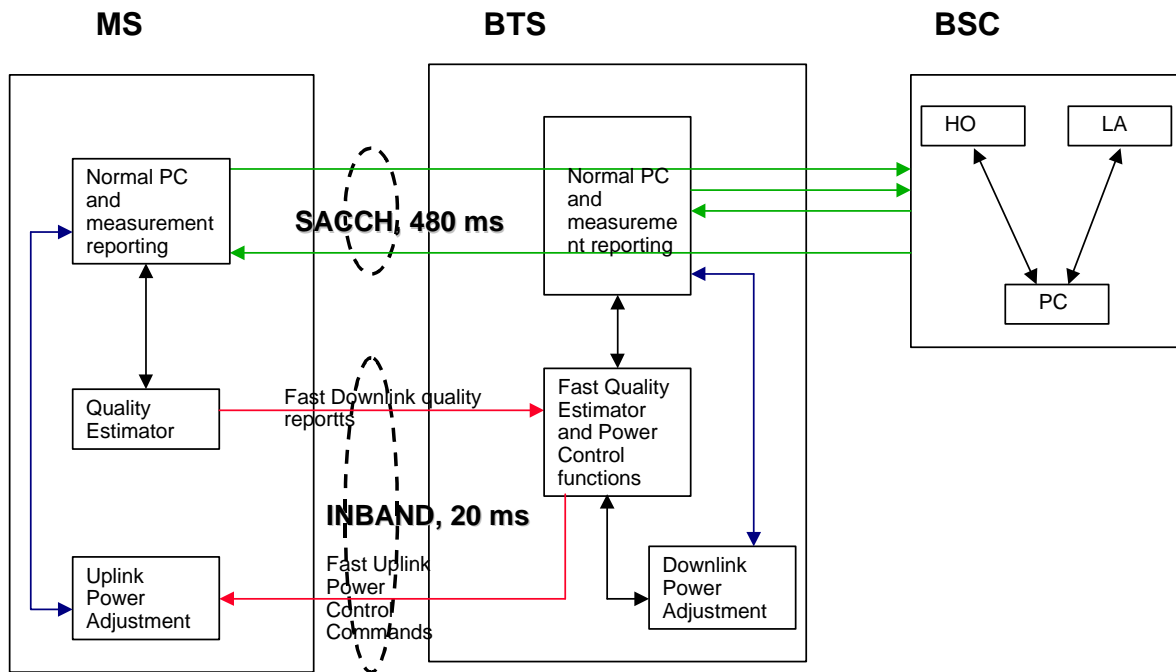 MS
BTS
BSC
HO
LA
PC
Normal PC
and
measurement
reporting
SACCH, 480 ms
Normal PC
and
measureme
nt reporting
Quality
Estimator
Fast Downlink quality
reportts
Fast Quality
Estimator
and Power
Control
functions
INBAND, 20 ms
Uplink
Power
Adjustment
Fast Uplink
Power
Control
Commands
Downlink
Power
Adjustment